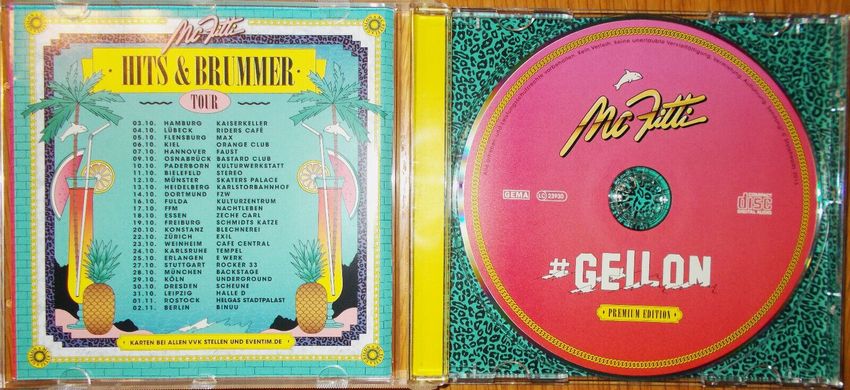 Mc Fitti
HITS & BRUMMER
TOUR
03.10. HAMBURG KAISERKELLER
04.10. LÜBECK RIDERS CAFÉ
05.10. FLENSBURG MAX
06.10. KIEL ORANGE CLUB
07.10. HANNOVER FAUST
09.10. OSNABRÜCK BASTARD CLUB
10.10. PADERBORN KULTURWERKSTATT
11.10. BIELEFELD STEREO
12.10. MÜNSTER SKATERS PALACE
13.10. HEIDELBERG KARLSTORBAHNHOF
14.10. DORTMUND FZW
16.10. FULDA KULTURZENTRUM
17.10. FFM NACHTLEBEN
18.10. ESSEN ZECHE CARL
19.10. FREIBURG SCHMIDTS KATZE
20.10. KONSTANZ BLECHNEREI
22.10. ZÜRICH EXIL
23.10. WEINHEIM CAFÉ CENTRAL
24.10. KARLSRUHE TEMPEL
25.10. ERLANGEN E WERK
27.10. STUTTGART ROCKER 33
28.10. MÜNCHEN BACKSTAGE
29.10. KÖLN UNDERGROUND
30.10. DRESDEN SCHEUNE
31.10. LEIPZIG HALLE D
01.11. ROSTOCK HELGAS STADTPALAST
02.11. BERLIN BINUU
KARTEN BEI ALLEN VVK STELLEN UND EVENTIM.DE
Mc Fitti
GEMA
LC 23930
COMPACT
disc
DIGITAL AUDIO
#GEILON
PREMIUM EDITION